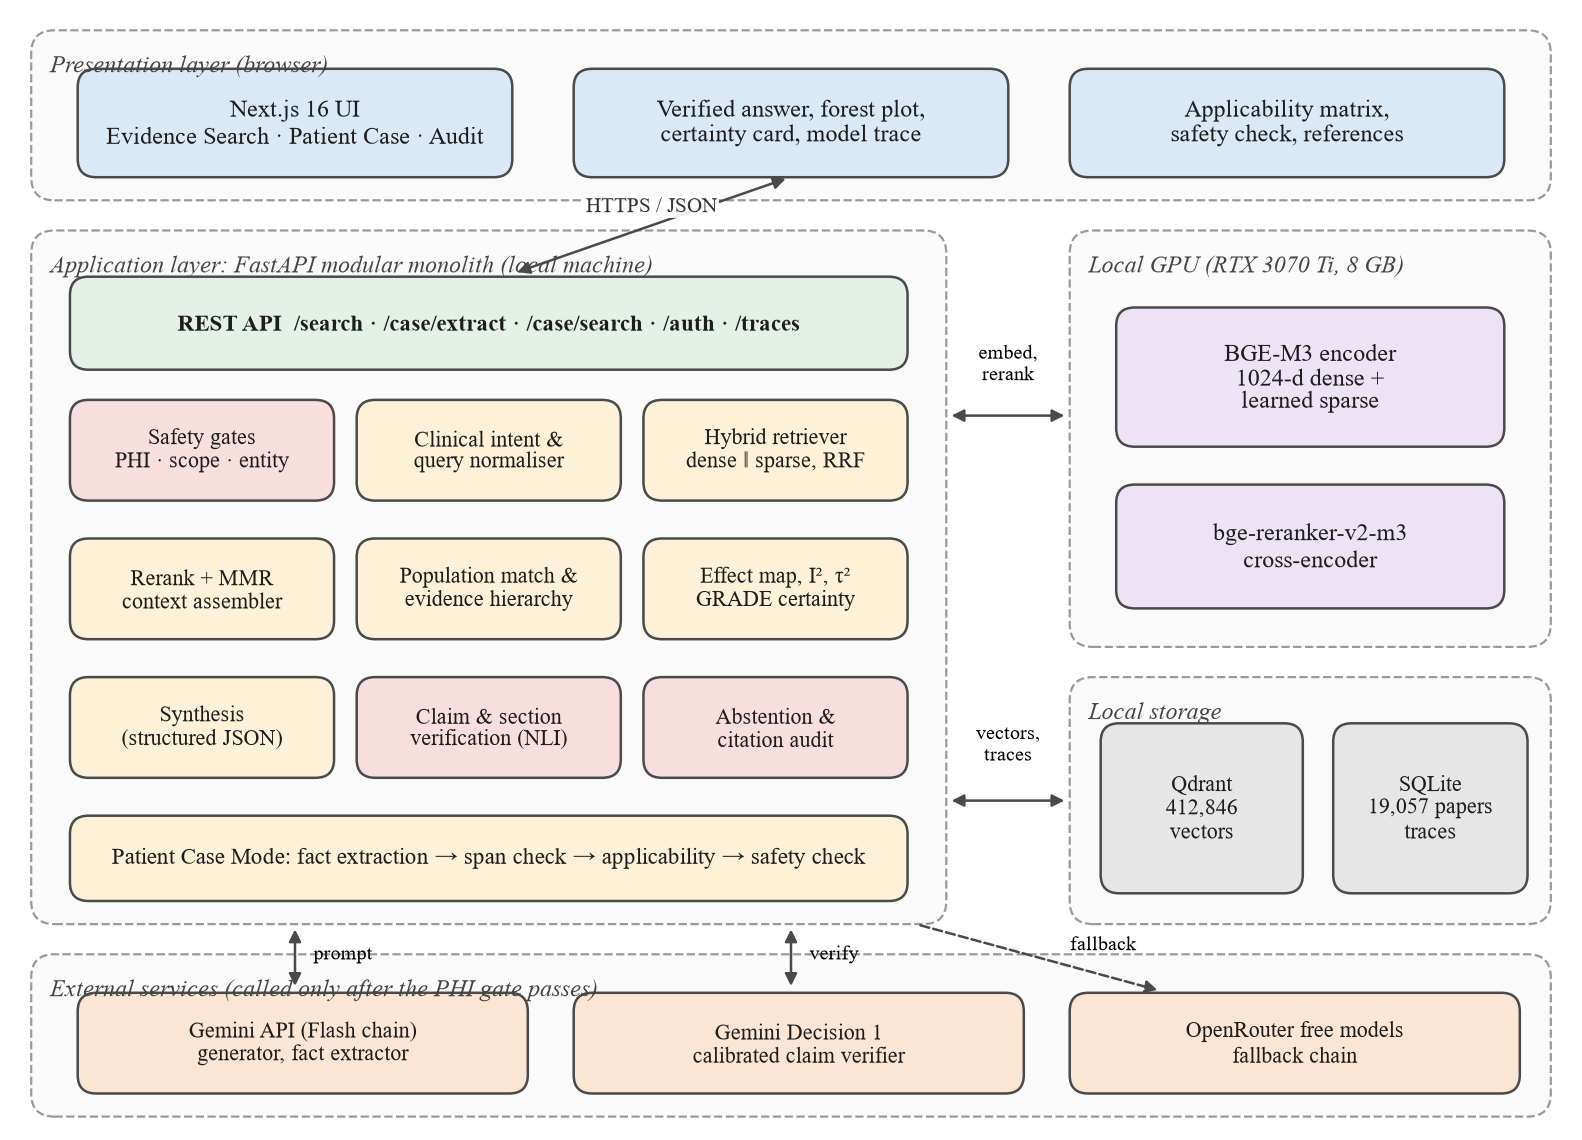 Presentation layer (browser)
Next.js 16 UI
Evidence Search · Patient Case · Audit
Verified answer, forest plot,
certainty card, model trace
Applicability matrix,
safety check, references
HTTPS / JSON
Application layer: FastAPI modular monolith (local machine)
REST API /search · /case/extract · /case/search · /auth · /traces
Safety gates
PHI · scope · entity
Clinical intent &
query normaliser
Hybrid retriever
dense ‖ sparse, RRF
Rerank + MMR
context assembler
Population match &
evidence hierarchy
Effect map, I², τ²
GRADE certainty
Synthesis
(structured JSON)
Claim & section
verification (NLI)
Abstention &
citation audit
Patient Case Mode: fact extraction → span check → applicability → safety check
embed,
rerank
Local GPU (RTX 3070 Ti, 8 GB)
BGE-M3 encoder
1024-d dense +
learned sparse
bge-reranker-v2-m3
cross-encoder
vectors,
traces
Local storage
Qdrant
412,846
vectors
SQLite
19,057 papers
traces
prompt
verify
fallback
External services (called only after the PHI gate passes)
Gemini API (Flash chain)
generator, fact extractor
Gemini Decision 1
calibrated claim verifier
OpenRouter free models
fallback chain